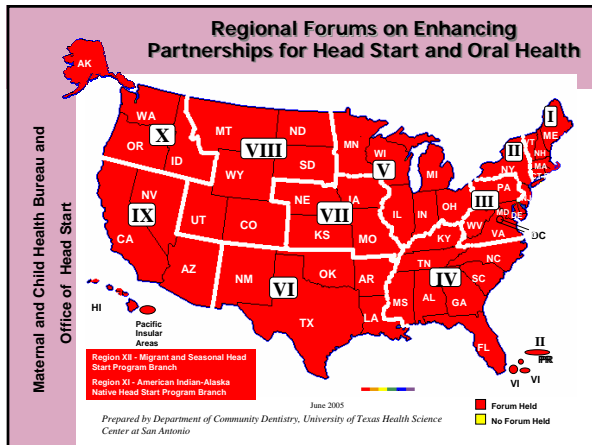 Regional Forums on Enhancing
Partnerships for Head Start and Oral Health
Maternal and Child Health Bureau and
Office of Head Start
AK
WA
OR
ID
X
MT
ND
VIII
SD
WY
MN
WI
V
MI
I
ME
VT
NH
MA
II
NY
PA
III
MD
DE
DC
NV
IX
CA
UT
CO
AZ
NE
IA
VII
KS
MO
IL
IN
OH
WV
VA
KY
NM
VI
OK
TX
AR
LA
TN
NC
SC
IV
MS
AL
GA
FL
HI
Pacific
Insular
Areas
II
PR
VI
VI
Region XII - Migrant and Seasonal Head
Start Program Branch
Region XI - American Indian-Alaska
Native Head Start Program Branch
June 2005
Prepared by Department of Community Dentistry, University of Texas Health Science
Center at San Antonio
Forum Held
No Forum Held